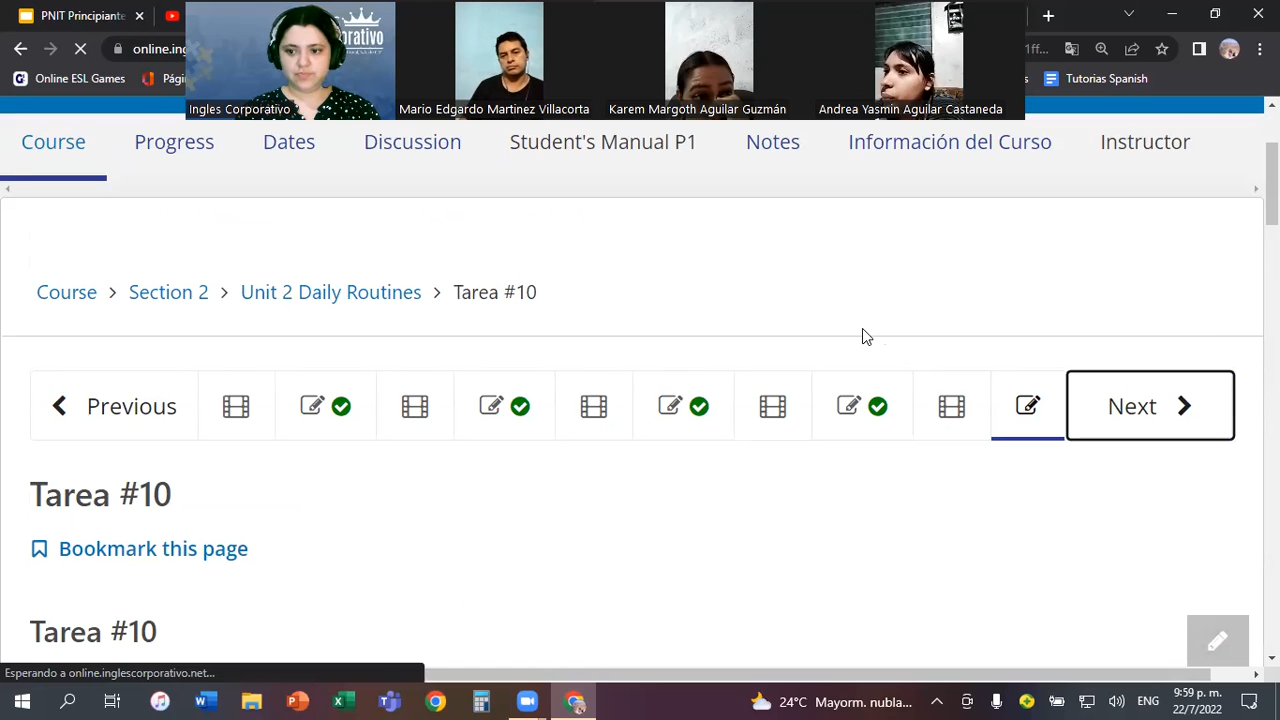 PNIT Principiante
online.ing
Online ESL Games
Tutorias Spanish
orativo
Ingles Corporativo
Mario Edgardo Martinez Villacorta
Karem Margoth Aguilar Guzmán
Andrea Yasmin Aguilar Castaneda
Course
Progress
Dates
Discussion
Student's Manual P1
Notes
Información del Curso
Instructor
Course > Section 2 > Unit 2 Daily Routines > Tarea #10
Previous
Next
Tarea #10
Bookmark this page
Tarea #10
Esperando a online.inglescorporativo.net...
24°C Mayorm. nubla...
ENG
9:59 p. m.
22/7/2022